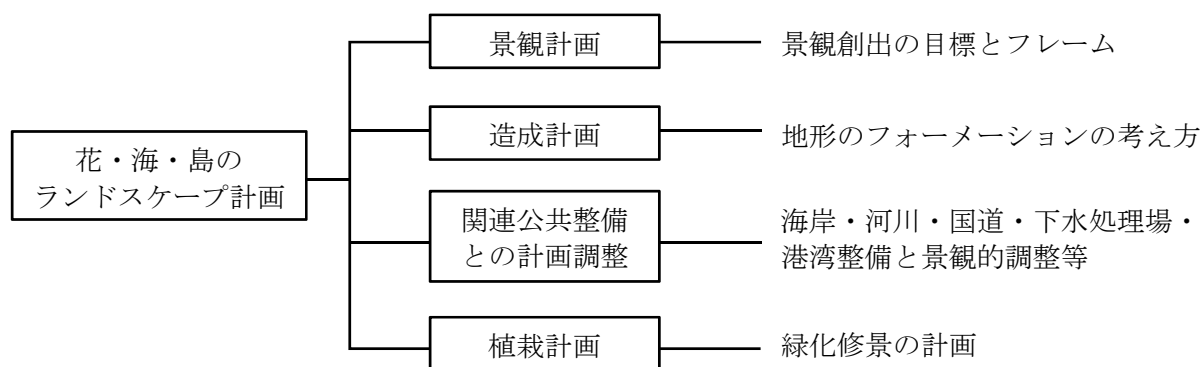 景観計画
景観創出の目標とフレーム
造成計画
地形のフォーメーションの考え方
花・海・島の
ランドスケープ計画
関連公共整備
との計画調整
海岸・河川・国道・下水処理場・
港湾整備と景観的調整等
植栽計画
緑化修景の計画